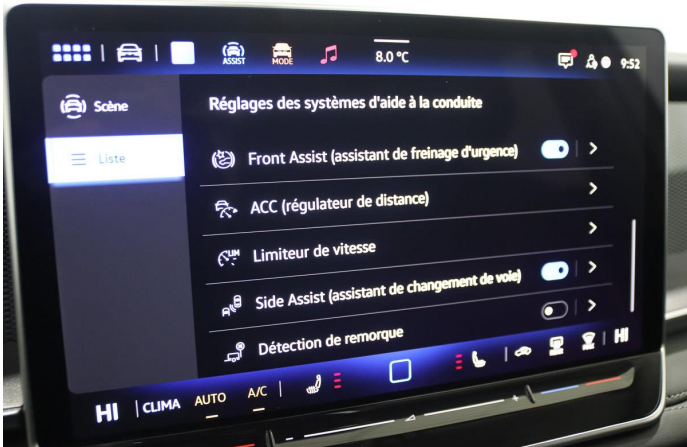 ASSIST
MODE
8.0 °C
9:52
Scène
Réglages des systèmes d'aide à la conduite
Liste
Front Assist (assistant de freinage d'urgence)
ACC (régulateur de distance)
LIM
Limiteur de vitesse
Side Assist (assistant de changement de voie)
Détection de remorque
HI
CLIMA
AUTO
A/C
HI